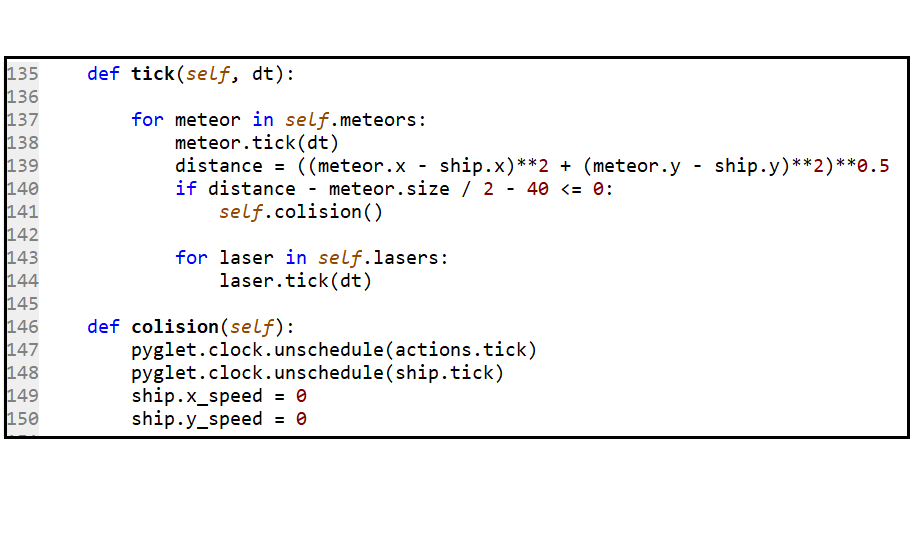 135     def tick(self, dt):
136
137         for meteor in self.meteors:
138             meteor.tick(dt)
139             distance = ((meteor.x - ship.x)**2 + (meteor.y - ship.y)**2)**0.5
140             if distance - meteor.size / 2 - 40 <= 0:
141                 self.colision()
142
143             for laser in self.lasers:
144                 laser.tick(dt)
145
146     def colision(self):
147         pyglet.clock.unschedule(actions.tick)
148         pyglet.clock.unschedule(ship.tick)
149         ship.x_speed = 0
150         ship.y_speed = 0